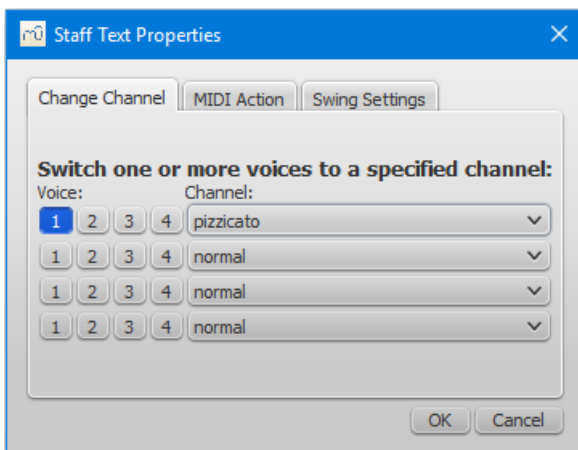 mû Staff Text Properties
Change Channel MIDI Action Swing Settings
Switch one or more voices to a specified channel:
Voice: Channel:
1 2 3 4 pizzicato
1 2 3 4 normal
1 2 3 4 normal
1 2 3 4 normal
OK Cancel